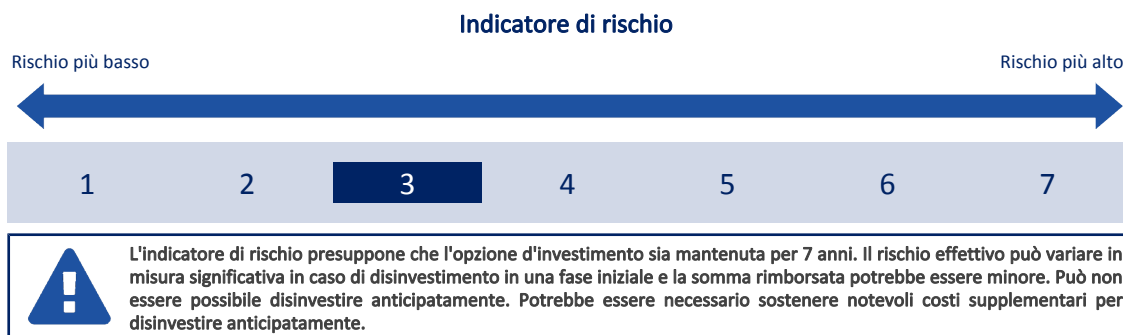 Indicatore di rischio
Rischio più basso
Rischio più alto
1 2 3 4 5 6 7
L'indicatore di rischio presuppone che l'opzione d'investimento sia mantenuta per 7 anni. Il rischio effettivo può variare in
misura significativa in caso di disinvestimento in una fase iniziale e la somma rimborsata potrebbe essere minore. Può non
essere possibile disinvestire anticipatamente. Potrebbe essere necessario sostenere notevoli costi supplementari per
disinvestire anticipatamente.